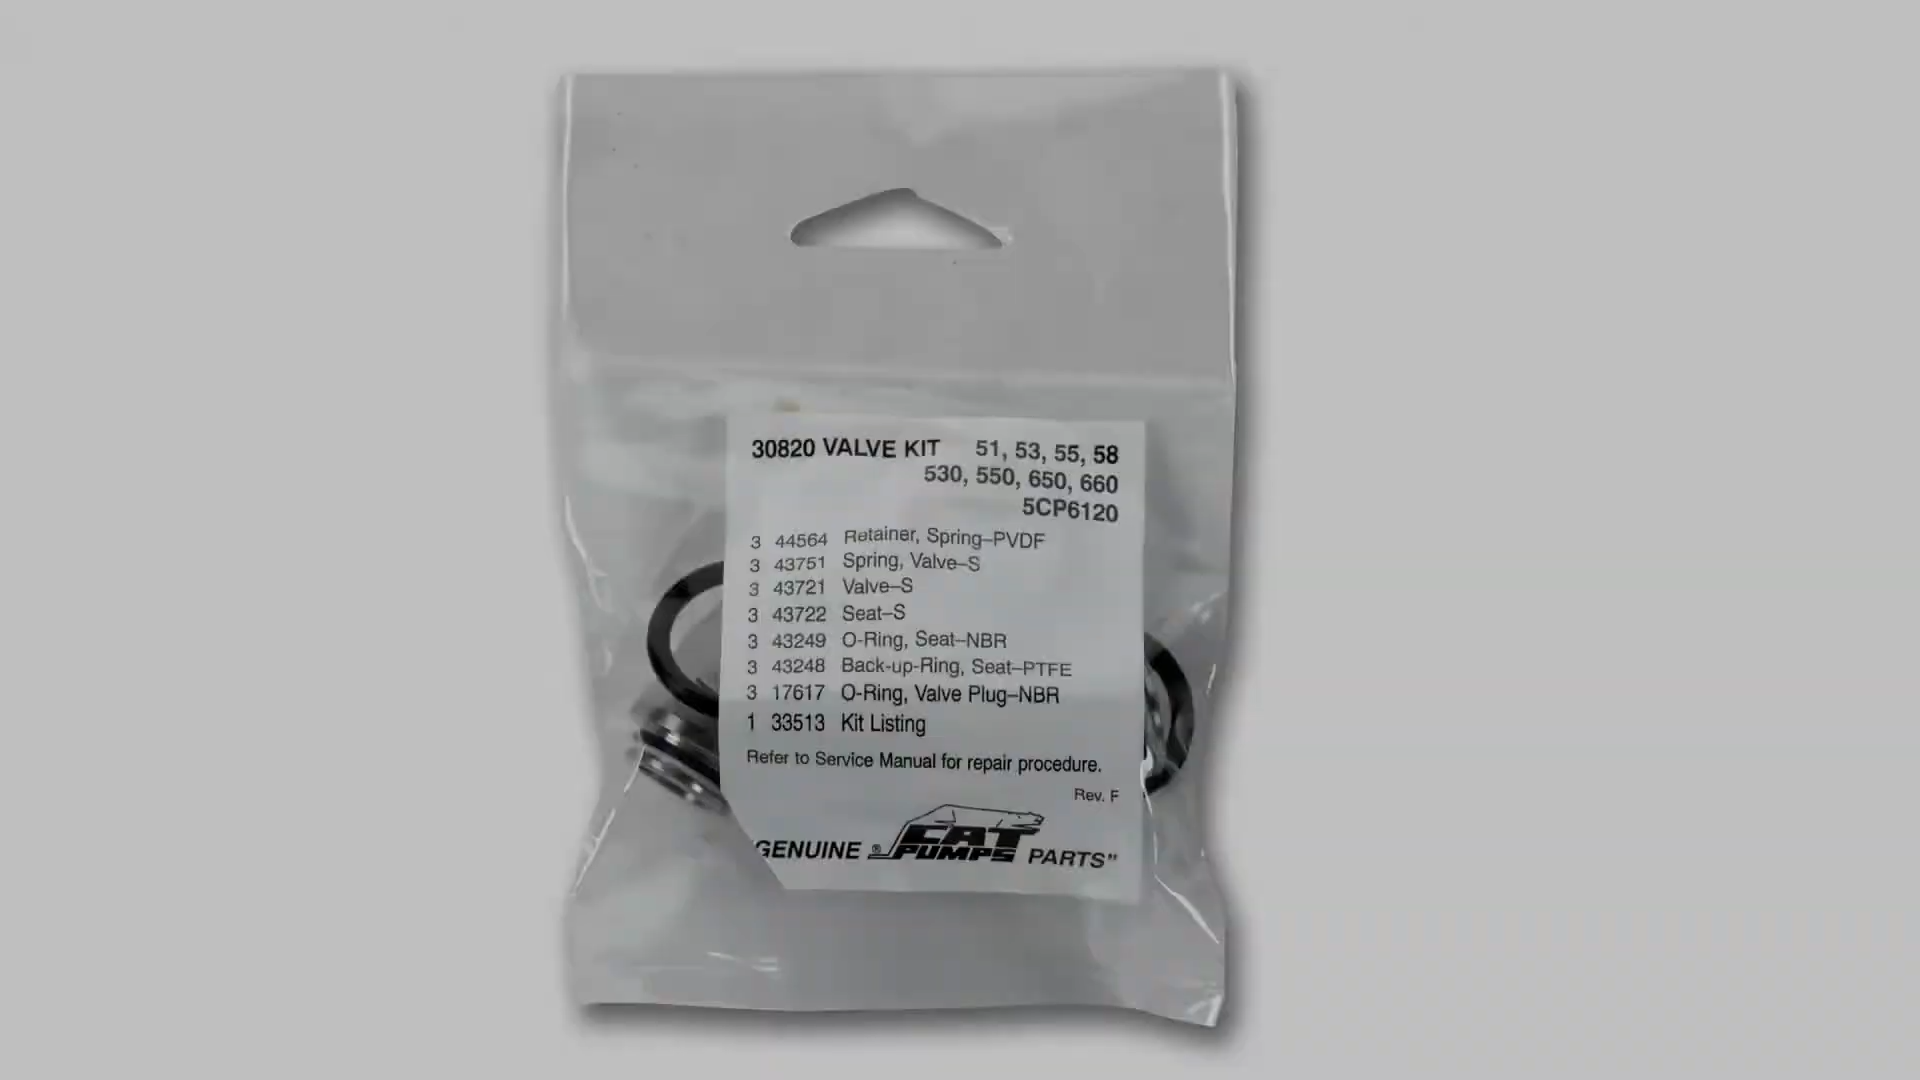 30820 VALVE KIT 51, 53, 55, 58
530, 550, 650, 660
5CP6120
3 44564 Retainer, Spring–PVDF
3 43751 Spring, Valve–S
3 43721 Valve–S
3 43722 Seat–S
3 43249 O-Ring, Seat–NBR
3 43248 Back-up-Ring, Seat–PTFE
3 17617 O-Ring, Valve Plug–NBR
1 33513 Kit Listing
Refer to Service Manual for repair procedure.
Rev. F
"GENUINE ® CAT PUMPS PARTS"